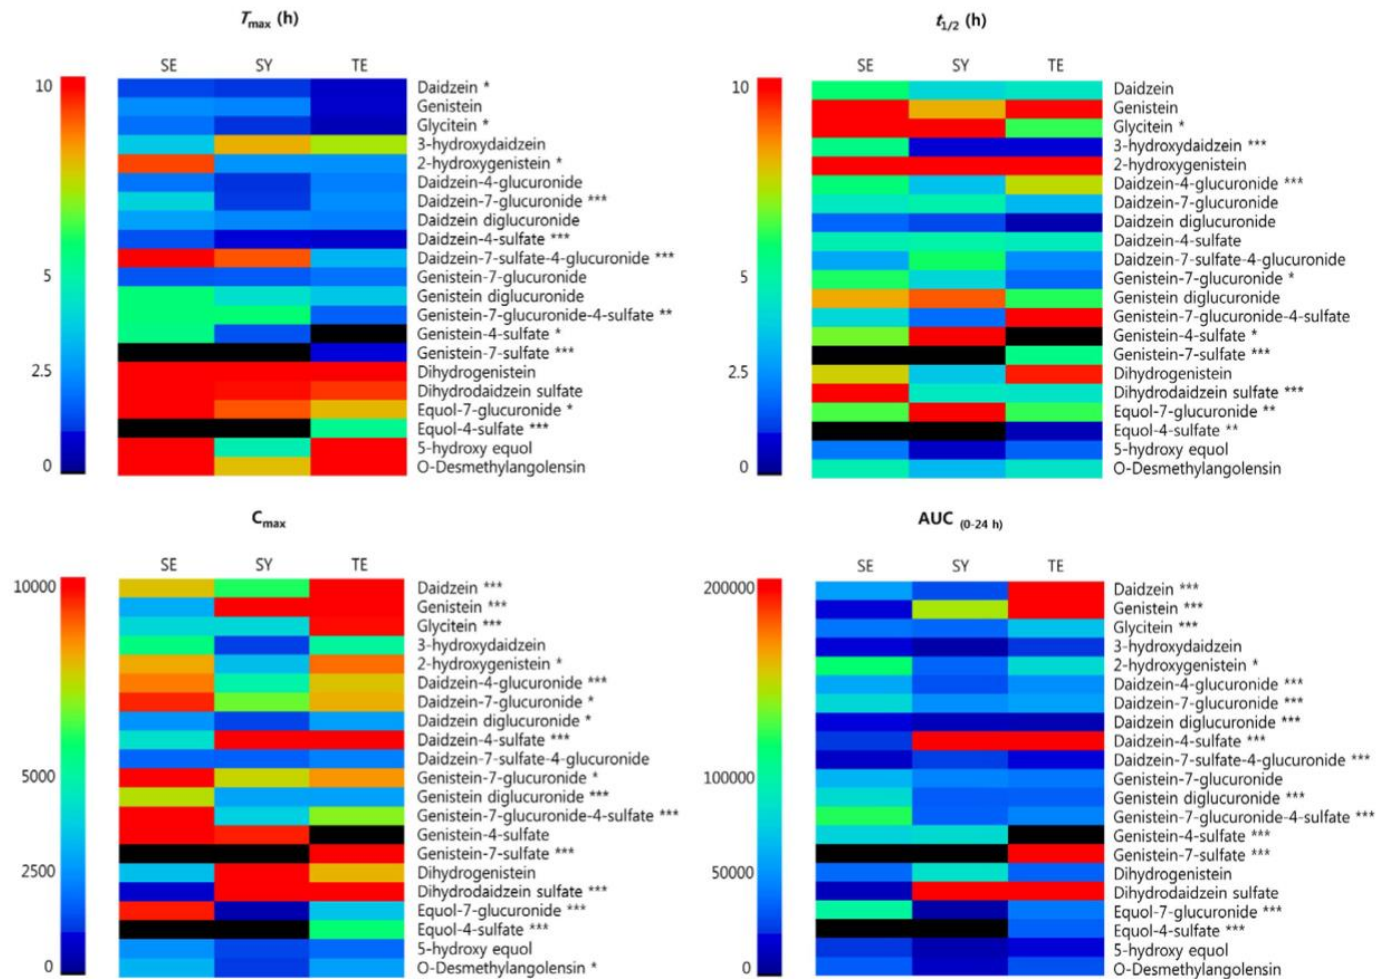 Tmax (h)
SE SY TE
10
5
2.5
0
Daidzein *
Genistein
Glycitein *
3-hydroxydaidzein
2-hydroxygenistein *
Daidzein-4-glucuronide
Daidzein-7-glucuronide ***
Daidzein diglucuronide
Daidzein-4-sulfate ***
Daidzein-7-sulfate-4-glucuronide ***
Genistein-7-glucuronide
Genistein diglucuronide
Genistein-7-glucuronide-4-sulfate **
Genistein-4-sulfate *
Genistein-7-sulfate ***
Dihydrogenistein
Dihydrodaidzein sulfate
Equol-7-glucuronide *
Equol-4-sulfate ***
5-hydroxy equol
O-Desmethylangolensin
t1/2 (h)
SE SY TE
10
5
2.5
0
Daidzein
Genistein
Glycitein *
3-hydroxydaidzein ***
2-hydroxygenistein
Daidzein-4-glucuronide ***
Daidzein-7-glucuronide
Daidzein diglucuronide
Daidzein-4-sulfate
Daidzein-7-sulfate-4-glucuronide
Genistein-7-glucuronide *
Genistein diglucuronide
Genistein-7-glucuronide-4-sulfate
Genistein-4-sulfate *
Genistein-7-sulfate ***
Dihydrogenistein
Dihydrodaidzein sulfate ***
Equol-7-glucuronide **
Equol-4-sulfate **
5-hydroxy equol
O-Desmethylangolensin
Cmax
SE SY TE
10000
5000
2500
0
Daidzein ***
Genistein ***
Glycitein ***
3-hydroxydaidzein
2-hydroxygenistein *
Daidzein-4-glucuronide ***
Daidzein-7-glucuronide *
Daidzein diglucuronide *
Daidzein-4-sulfate ***
Daidzein-7-sulfate-4-glucuronide
Genistein-7-glucuronide *
Genistein diglucuronide ***
Genistein-7-glucuronide-4-sulfate ***
Genistein-4-sulfate
Genistein-7-sulfate ***
Dihydrogenistein
Dihydrodaidzein sulfate ***
Equol-7-glucuronide ***
Equol-4-sulfate ***
5-hydroxy equol
O-Desmethylangolensin *
AUC (0-24 h)
SE SY TE
200000
100000
50000
0
Daidzein ***
Genistein ***
Glycitein ***
3-hydroxydaidzein
2-hydroxygenistein *
Daidzein-4-glucuronide ***
Daidzein-7-glucuronide ***
Daidzein diglucuronide ***
Daidzein-4-sulfate ***
Daidzein-7-sulfate-4-glucuronide ***
Genistein-7-glucuronide
Genistein diglucuronide ***
Genistein-7-glucuronide-4-sulfate ***
Genistein-4-sulfate ***
Genistein-7-sulfate ***
Dihydrogenistein
Dihydrodaidzein sulfate
Equol-7-glucuronide ***
Equol-4-sulfate ***
5-hydroxy equol
O-Desmethylangolensin